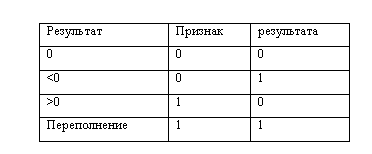 Результат Признак результата
0 0 0
<0 0 1
>0 1 0
Переполнение 1 1